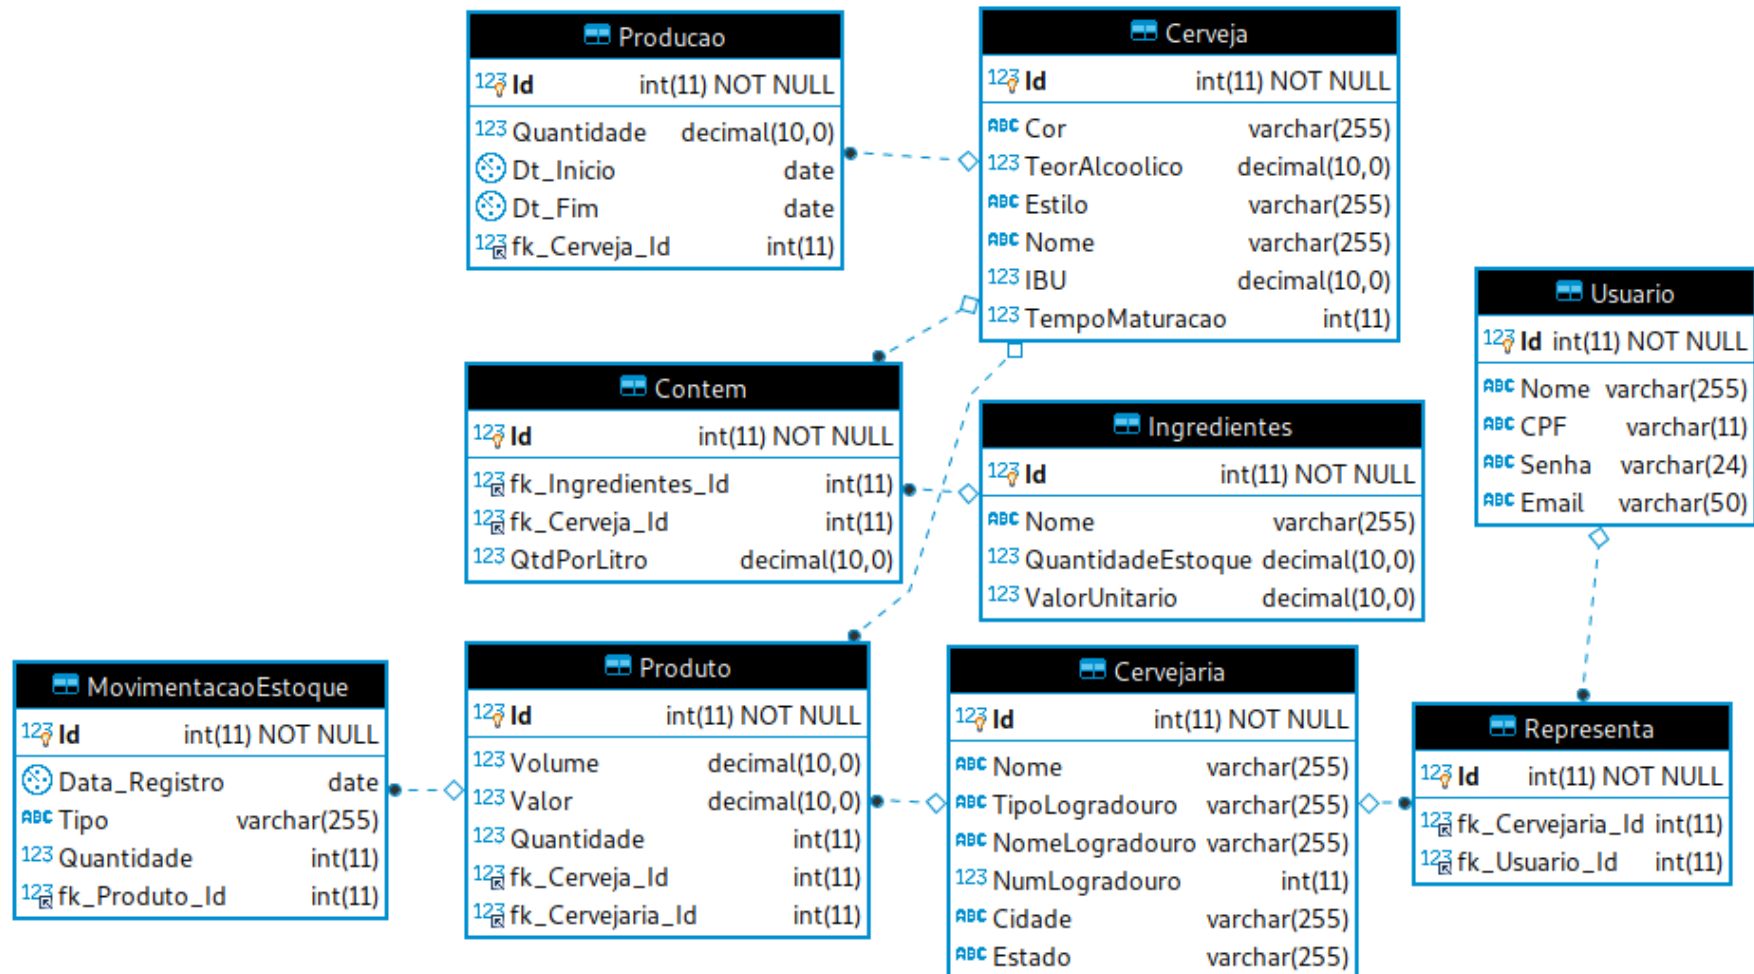 Producao
Id int(11) NOT NULL
Quantidade decimal(10,0)
Dt_Inicio date
Dt_Fim date
fk_Cerveja_Id int(11)
Cerveja
Id int(11) NOT NULL
Cor varchar(255)
TeorAlcoolico decimal(10,0)
Estilo varchar(255)
Nome varchar(255)
IBU decimal(10,0)
TempoMaturacao int(11)
Usuario
Id int(11) NOT NULL
Nome varchar(255)
CPF varchar(11)
Senha varchar(24)
Email varchar(50)
Contem
Id int(11) NOT NULL
fk_Ingredientes_Id int(11)
fk_Cerveja_Id int(11)
QtdPorLitro decimal(10,0)
Ingredientes
Id int(11) NOT NULL
Nome varchar(255)
QuantidadeEstoque decimal(10,0)
ValorUnitario decimal(10,0)
MovimentacaoEstoque
Id int(11) NOT NULL
Data_Registro date
Tipo varchar(255)
Quantidade int(11)
fk_Produto_Id int(11)
Produto
Id int(11) NOT NULL
Volume decimal(10,0)
Valor decimal(10,0)
Quantidade int(11)
fk_Cerveja_Id int(11)
fk_Cervejaria_Id int(11)
Cervejaria
Id int(11) NOT NULL
Nome varchar(255)
TipoLogradouro varchar(255)
NomeLogradouro varchar(255)
NumLogradouro int(11)
Cidade varchar(255)
Estado varchar(255)
Representa
Id int(11) NOT NULL
fk_Cervejaria_Id int(11)
fk_Usuario_Id int(11)